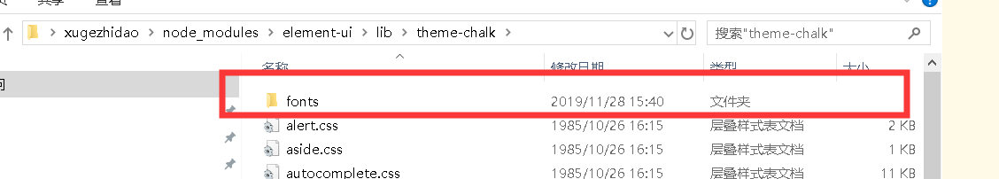 共享 查看
xugezhidao > node_modules > element-ui > lib > theme-chalk >
搜索"theme-chalk"
名称 修改日期 类型 大小
fonts 2019/11/28 15:40 文件夹
alert.css 1985/10/26 16:15 层叠样式表文档 2 KB
aside.css 1985/10/26 16:15 层叠样式表文档 1 KB
autocomplete.css 1985/10/26 16:15 层叠样式表文档 11 KB